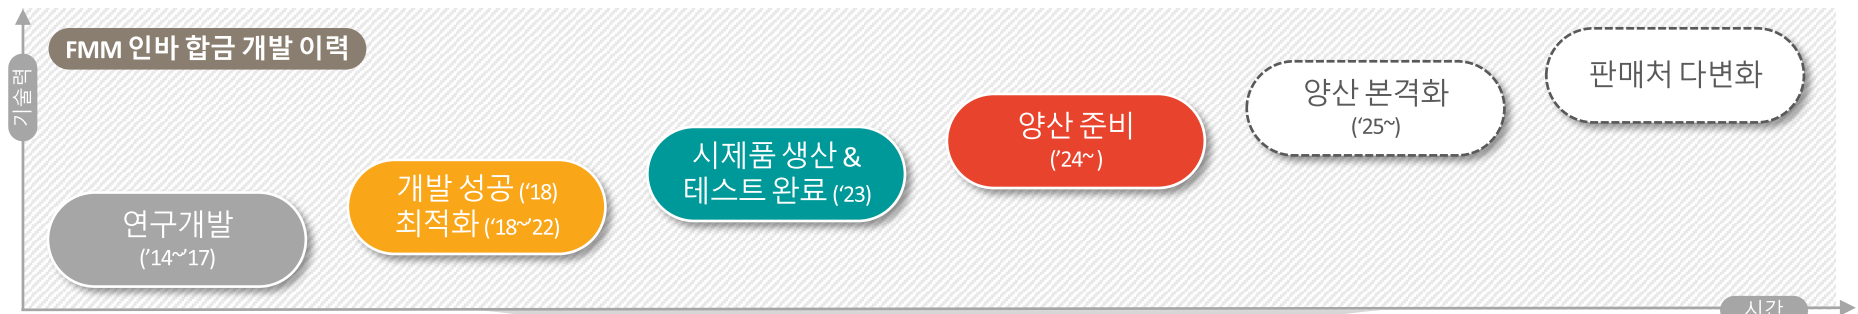 FMM 인바 합금 개발 이력
기술력
연구개발
(’14~’17)
개발 성공 (‘18)
최적화 (‘18~’22)
시제품 생산 &
테스트 완료 (‘23)
양산 준비
(’24~ )
양산 본격화
(‘25~)
판매처 다변화
시간